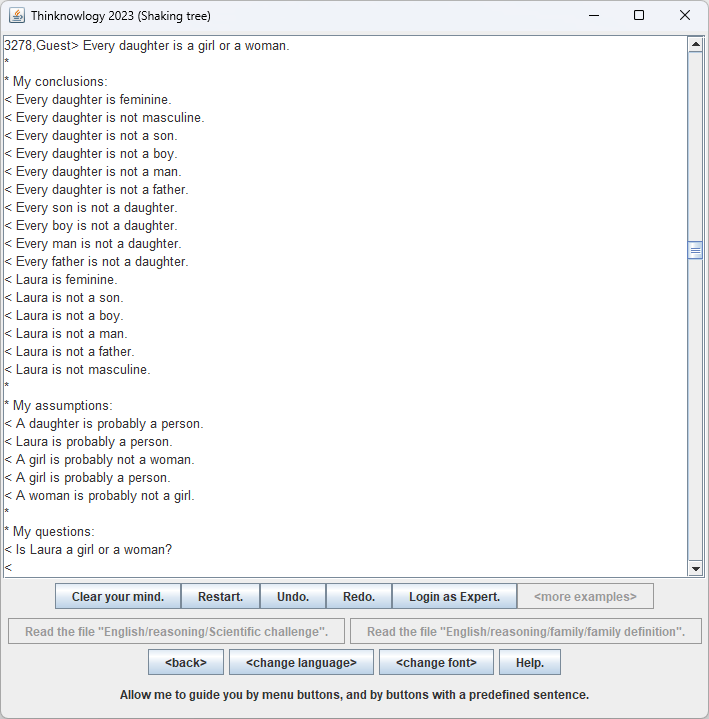 Thinknowlogy 2023 (Shaking tree)
3278,Guest> Every daughter is a girl or a woman.
*
* My conclusions:
< Every daughter is feminine.
< Every daughter is not masculine.
< Every daughter is not a son.
< Every daughter is not a boy.
< Every daughter is not a man.
< Every daughter is not a father.
< Every son is not a daughter.
< Every boy is not a daughter.
< Every man is not a daughter.
< Every father is not a daughter.
< Laura is feminine.
< Laura is not a son.
< Laura is not a boy.
< Laura is not a man.
< Laura is not a father.
< Laura is not masculine.
*
* My assumptions:
< A daughter is probably a person.
< Laura is probably a person.
< A girl is probably not a woman.
< A girl is probably a person.
< A woman is probably not a girl.
*
* My questions:
< Is Laura a girl or a woman?
<
Clear your mind. Restart. Undo. Redo. Login as Expert. <more examples>
Read the file "English/reasoning/Scientific challenge". Read the file "English/reasoning/family/family definition".
<back> <change language> <change font> Help.
Allow me to guide you by menu buttons, and by buttons with a predefined sentence.